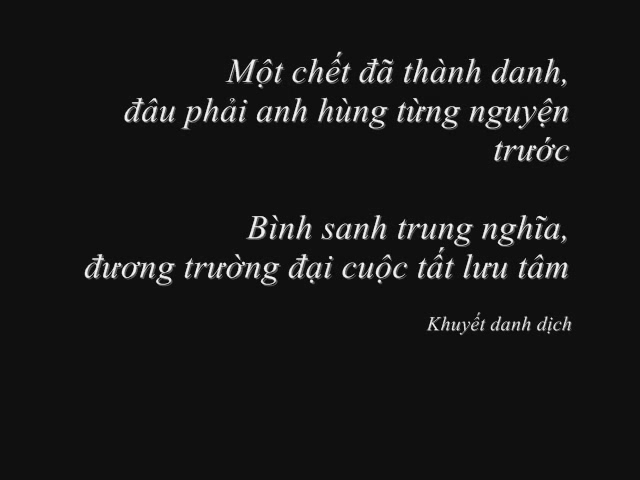 Một chết đã thành danh,
đâu phải anh hùng từng nguyện
trước
Bình sanh trung nghĩa,
đương trường đại cuộc tất lưu tâm
Khuyết danh dịch